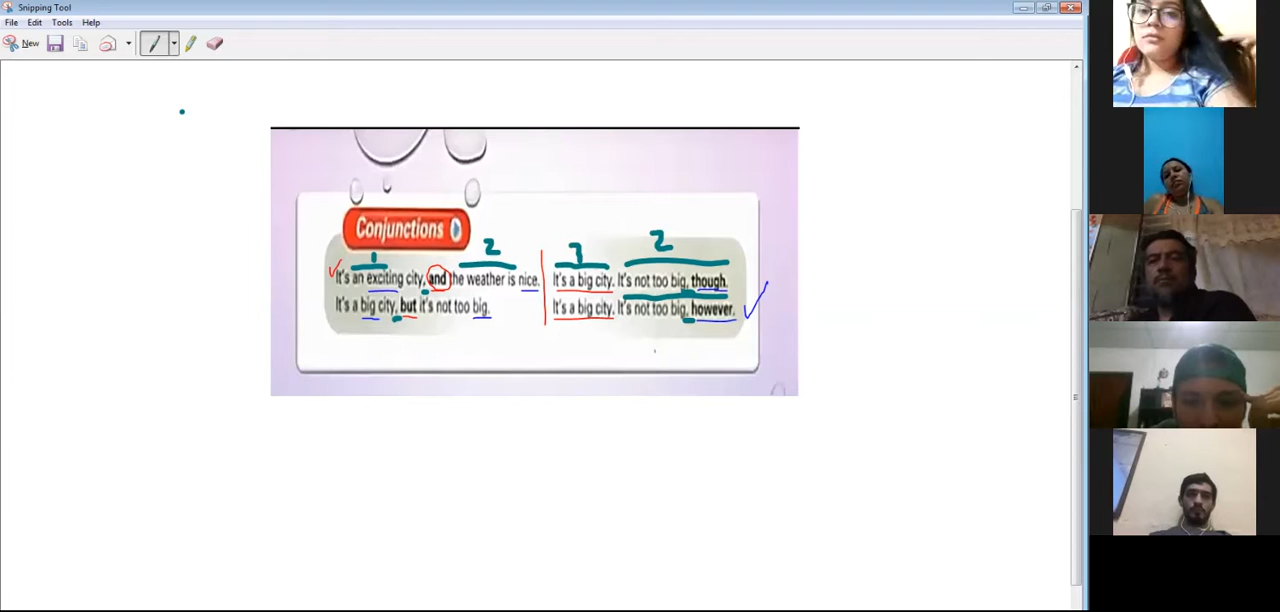 Snipping Tool
File Edit Tools Help
New
Conjunctions
1 2 1 2
It's an exciting city, and the weather is nice. It's a big city. It's not too big, though.
It's a big city, but it's not too big. It's a big city. It's not too big, however.